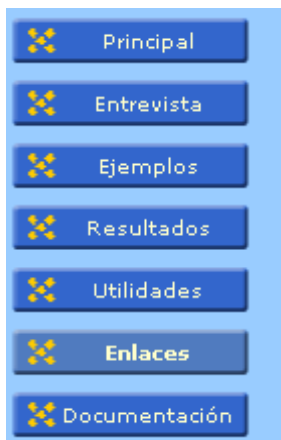 Principal
Entrevista
Ejemplos
Resultados
Utilidades
Enlaces
Documentación